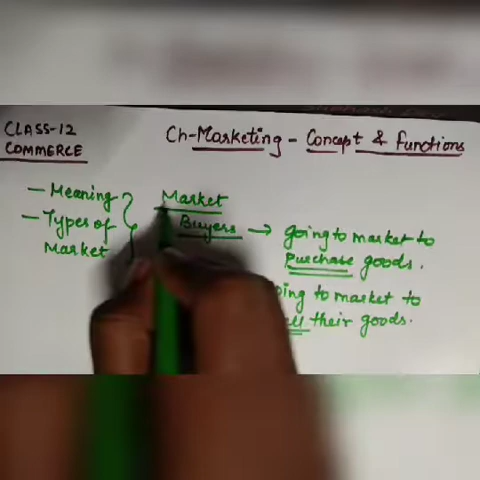 CLASS-12
COMMERCE
Ch-Marketing - Concept & Functions
- Meaning
- Types of
Market
Market
Buyers → going to market to
Purchase goods.
to market to
their goods.